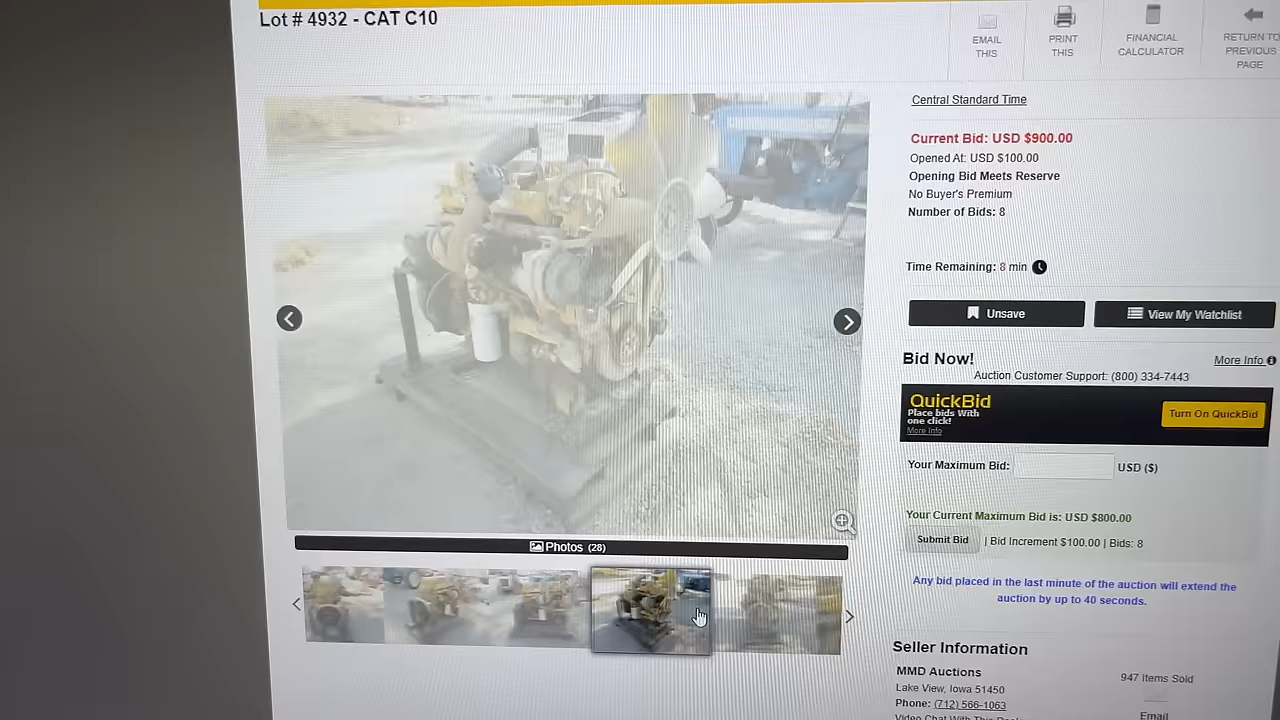 Lot # 4932 - CAT C10
EMAIL
THIS
PRINT
THIS
FINANCIAL
CALCULATOR
RETURN TO
PREVIOUS
PAGE
Central Standard Time
Current Bid: USD $900.00
Opened At: USD $100.00
Opening Bid Meets Reserve
No Buyer's Premium
Number of Bids: 8
Time Remaining: 8 min
Unsave
View My Watchlist
Bid Now!
More Info
Auction Customer Support: (800) 334-7443
QuickBid
Place bids With
one click!
More Info
Turn On QuickBid
Your Maximum Bid:
USD ($)
Your Current Maximum Bid is: USD $800.00
Submit Bid
| Bid Increment $100.00 | Bids: 8
Any bid placed in the last minute of the auction will extend the
auction by up to 40 seconds.
Photos (28)
Seller Information
MMD Auctions
947 Items Sold
Lake View, Iowa 51450
Phone: (712) 566-1063
Email
Video Chat With This